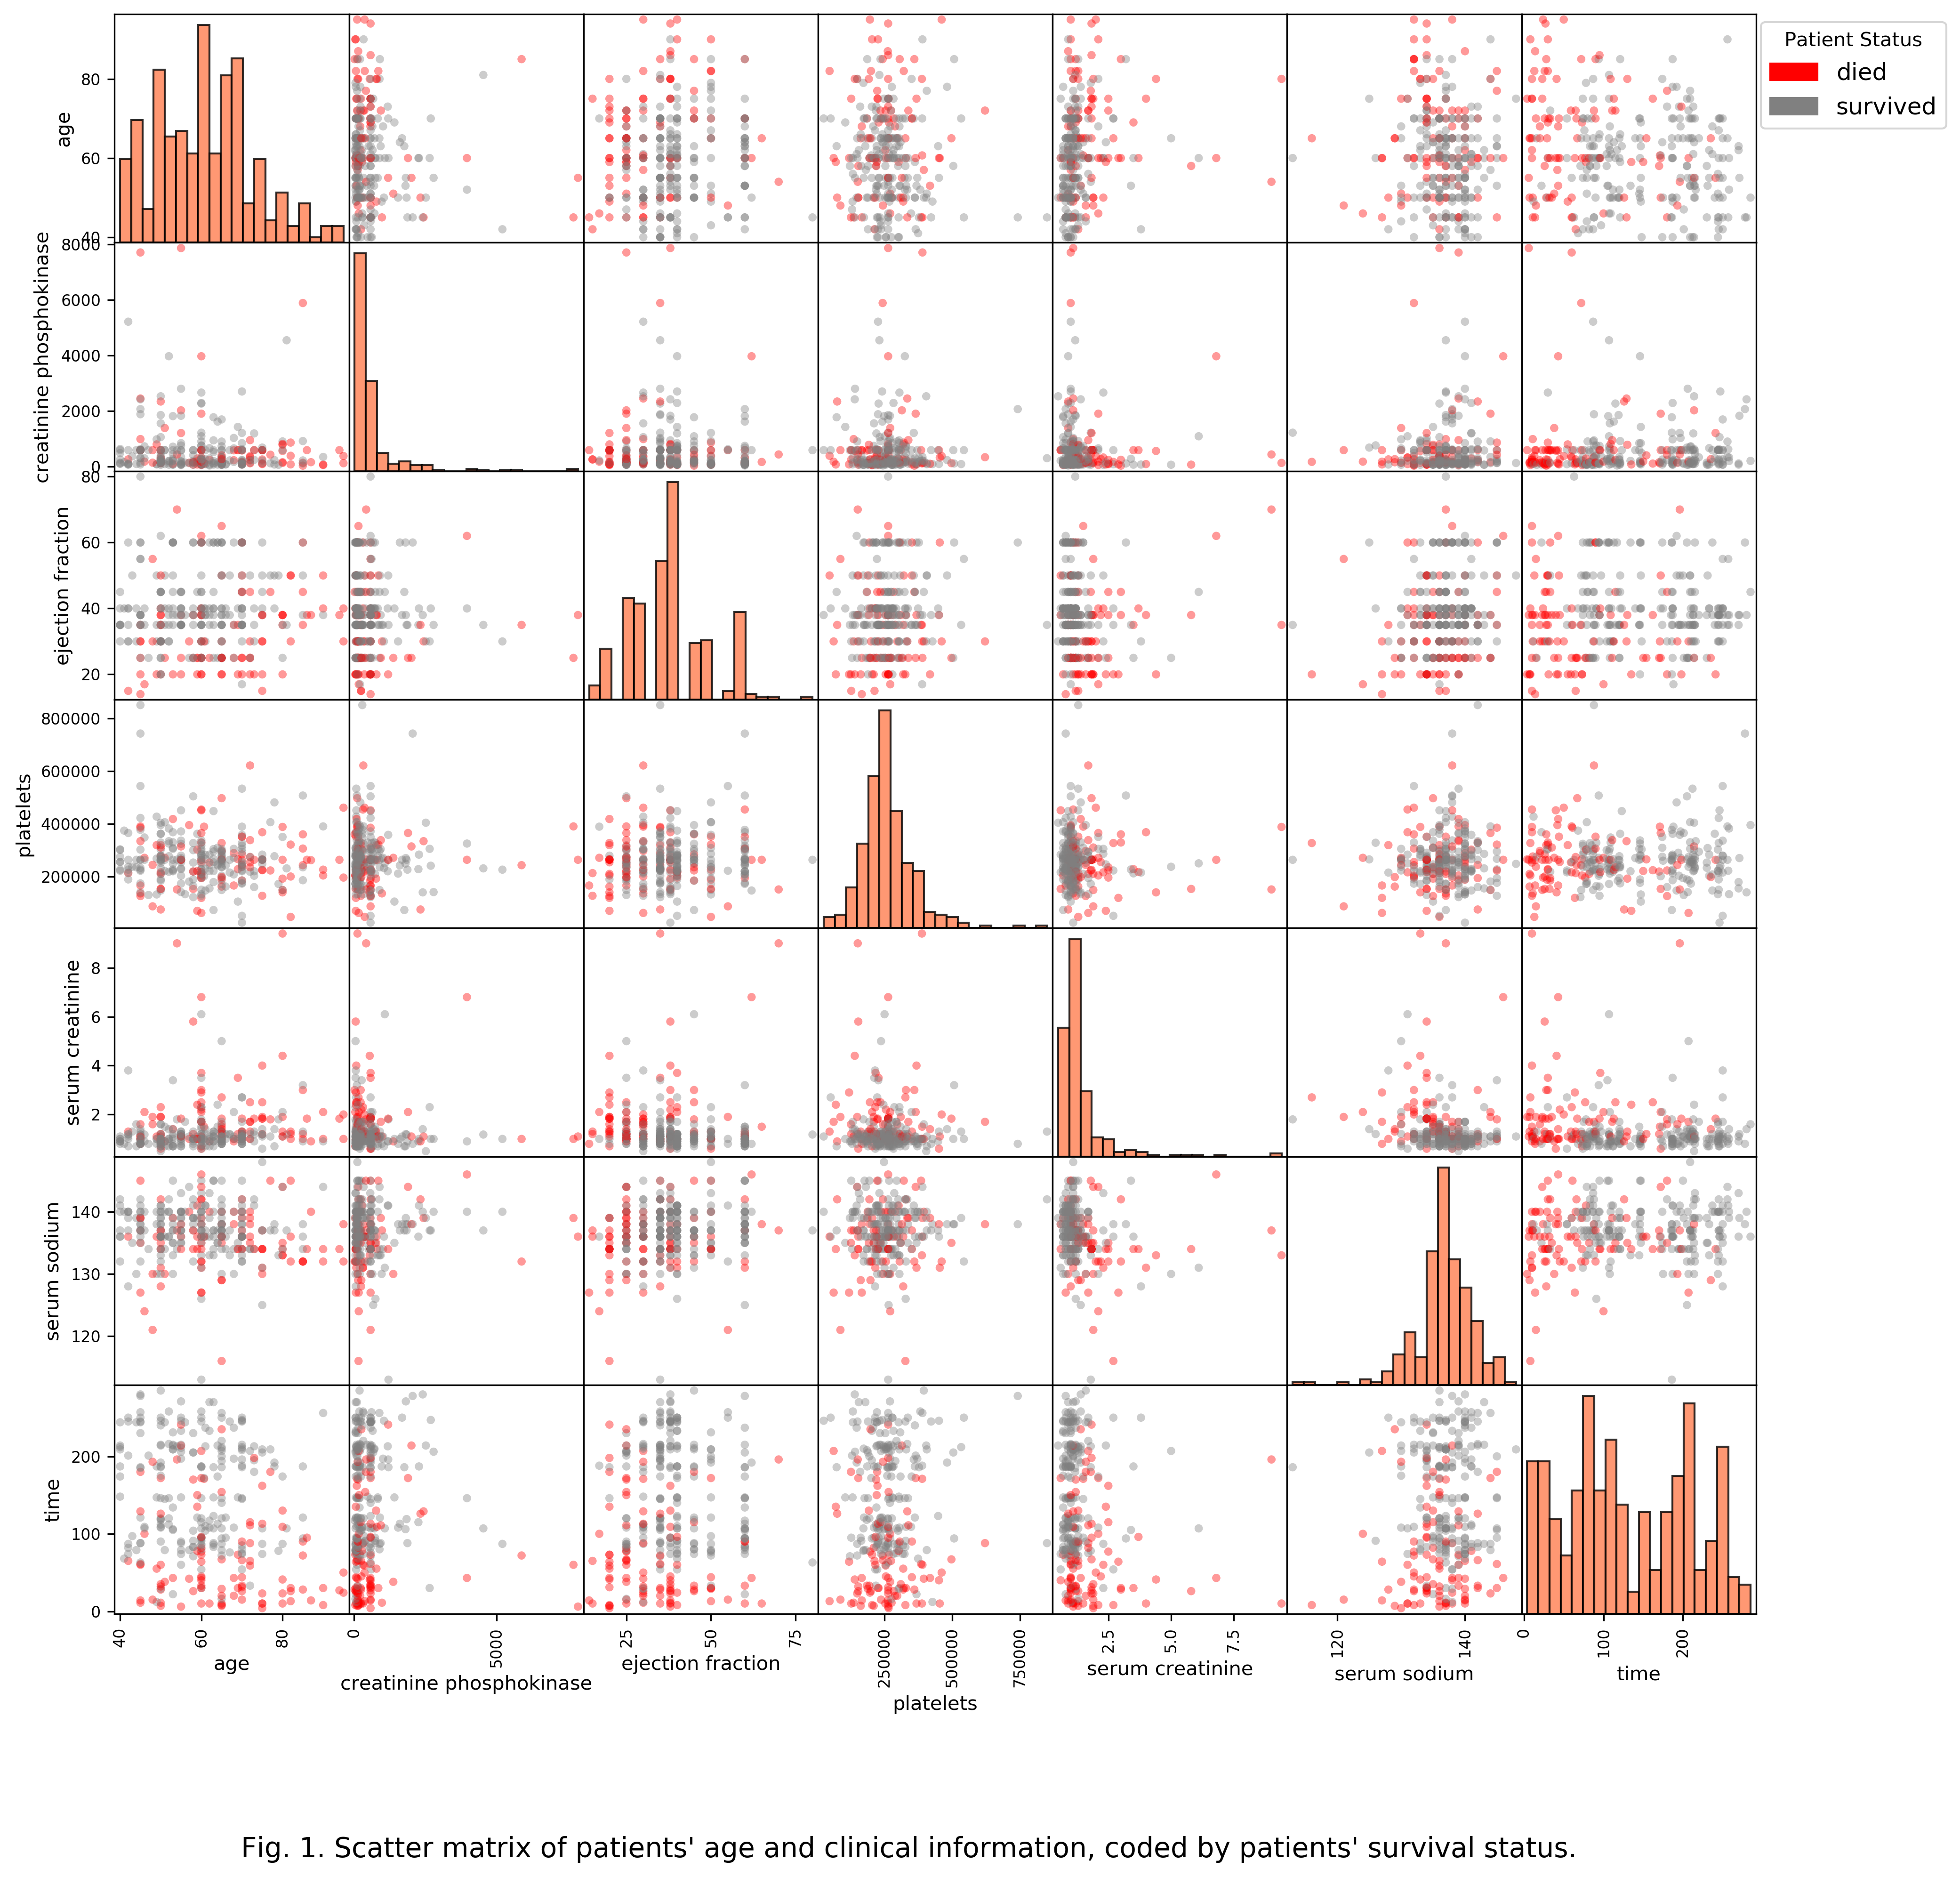 Patient Status
died
survived
age
80
60
40
creatinine phosphokinase
8000
6000
4000
2000
0
ejection fraction
80
60
40
20
platelets
800000
600000
400000
200000
serum creatinine
8
6
4
2
serum sodium
140
130
120
time
200
100
0
40 60 80
0 5000
25 50 75
250000 500000 750000
2.5 5.0 7.5
120 140
0 100 200
age
creatinine phosphokinase
ejection fraction
platelets
serum creatinine
serum sodium
time
Fig. 1. Scatter matrix of patients' age and clinical information, coded by patients' survival status.